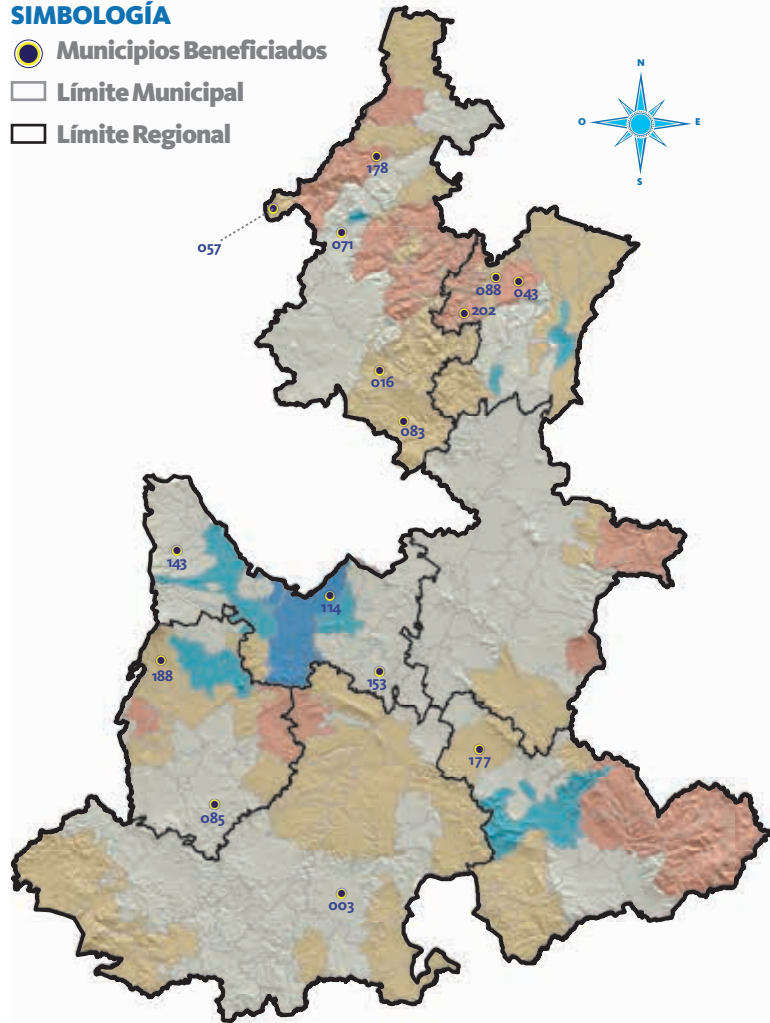 SIMBOLOGÍA
Municipios Beneficiados
Límite Municipal
Límite Regional
N
O
E
S
178
057
071
088
043
202
016
083
143
114
188
153
177
085
003